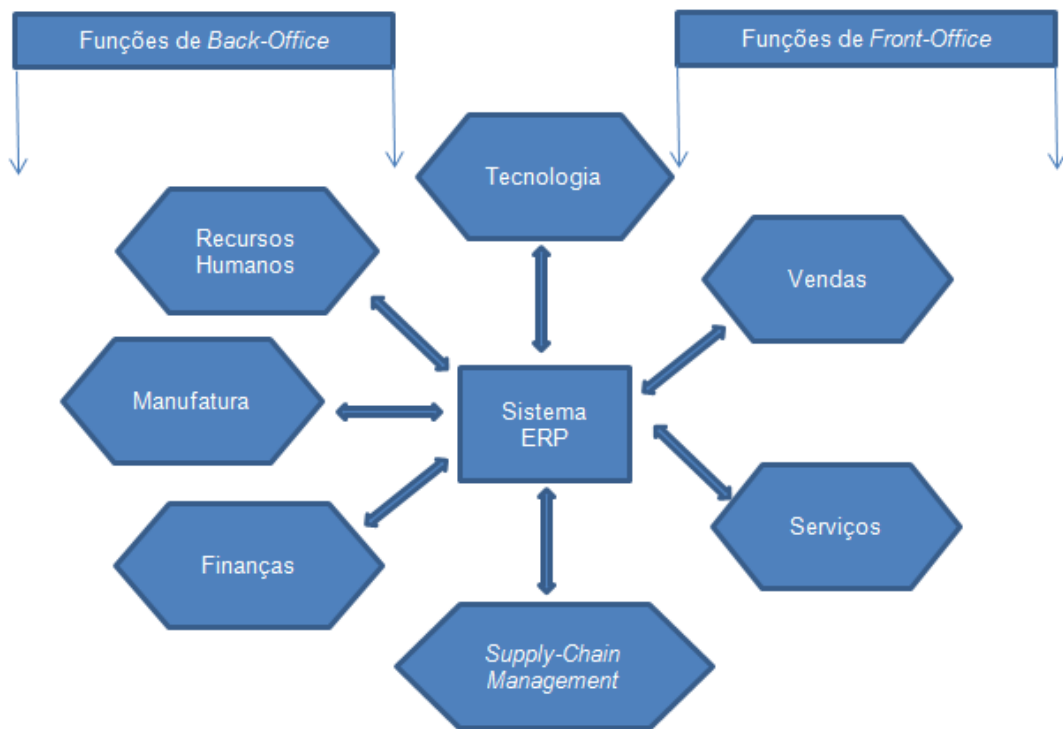 Funções de Back-Office
Funções de Front-Office
Tecnologia
Recursos
Humanos
Vendas
Manufatura
Sistema
ERP
Finanças
Serviços
Supply-Chain
Management